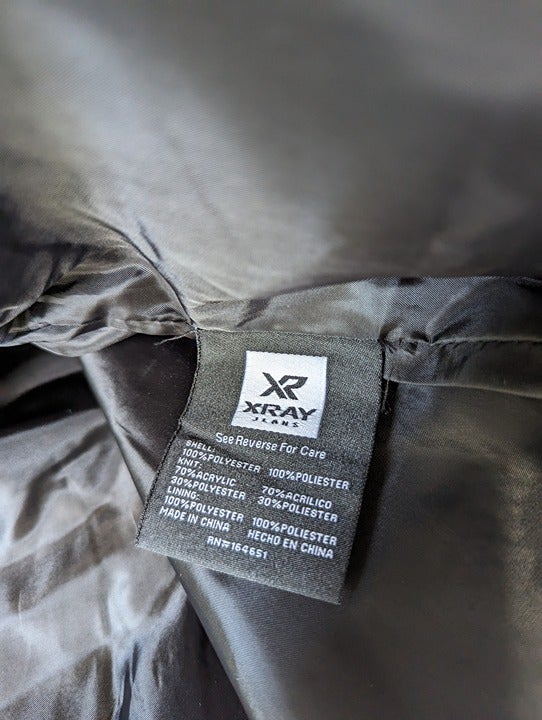 XR
XRAY
JEANS
See Reverse For Care
SHELL:
100%POLYESTER 100%POLIESTER
KNIT:
70%ACRYLIC 70%ACRILICO
30%POLYESTER 30%POLIESTER
LINING:
100%POLYESTER 100%POLIESTER
MADE IN CHINA HECHO EN CHINA
RN#164651